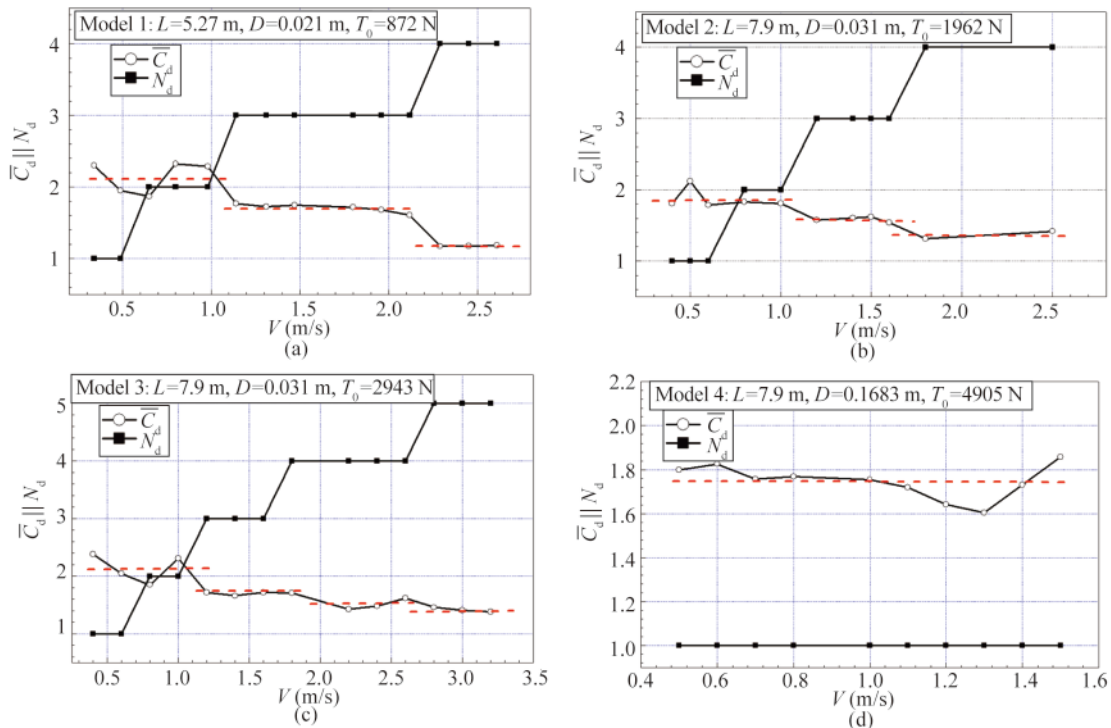 Model 1: L=5.27 m, D=0.021 m, T₀=872 N
C̅d
Nd
4
3
2
1
C̅d || Nd
0.5 1.0 1.5 2.0 2.5
V (m/s)
(a)
Model 2: L=7.9 m, D=0.031 m, T₀=1962 N
C̅d
Nd
4
3
2
1
C̅d || Nd
0.5 1.0 1.5 2.0 2.5
V (m/s)
(b)
Model 3: L=7.9 m, D=0.031 m, T₀=2943 N
C̅d
Nd
5
4
3
2
1
C̅d || Nd
0.5 1.0 1.5 2.0 2.5 3.0 3.5
V (m/s)
(c)
Model 4: L=7.9 m, D=0.1683 m, T₀=4905 N
C̅d
Nd
2.2
2.0
1.8
1.6
1.4
1.2
1.0
C̅d || Nd
0.4 0.6 0.8 1.0 1.2 1.4 1.6
V (m/s)
(d)